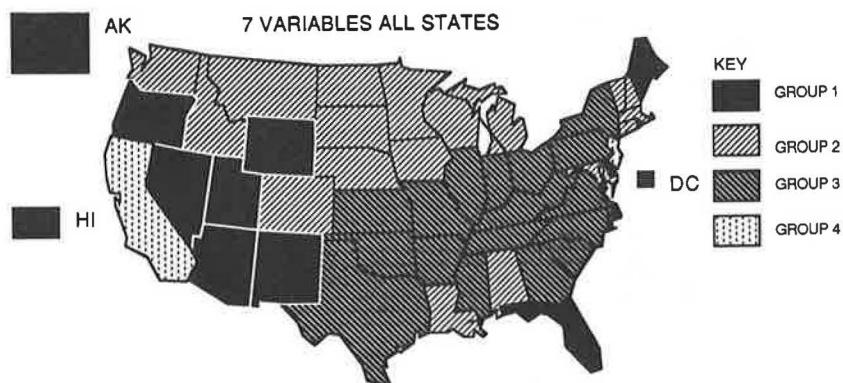 AK
7 VARIABLES ALL STATES
KEY
GROUP 1
GROUP 2
DC
GROUP 3
HI
GROUP 4